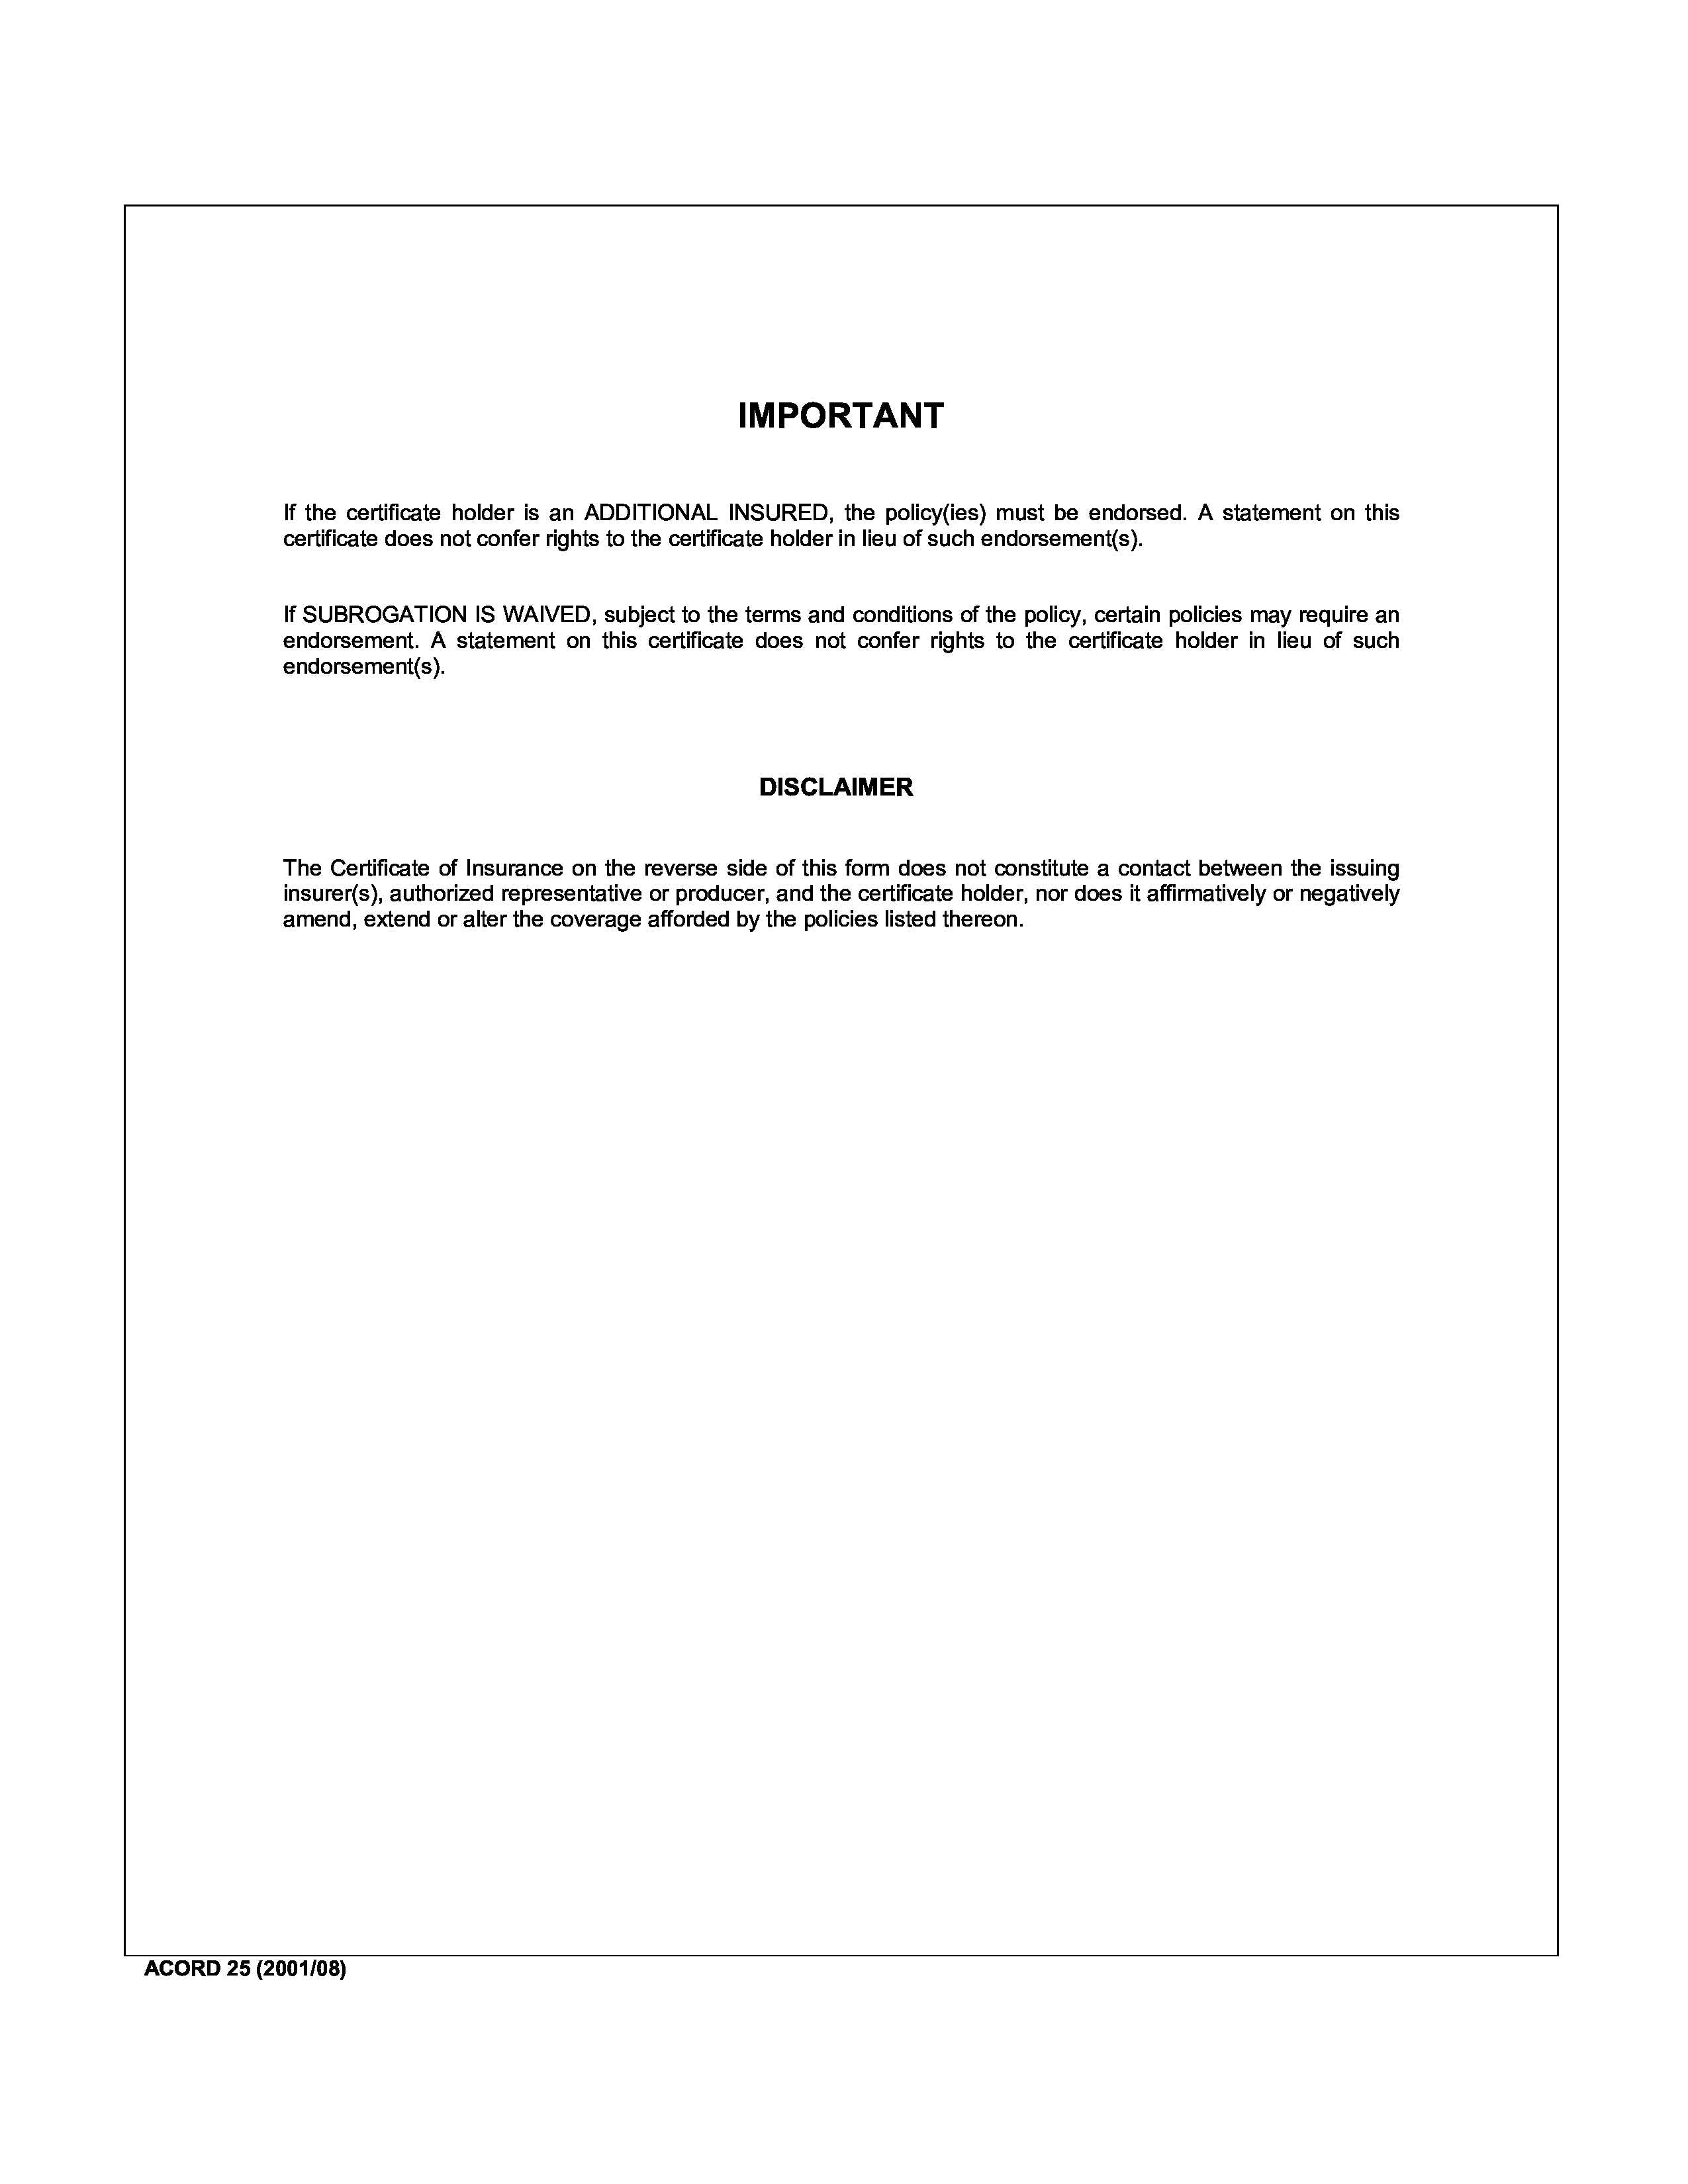 IMPORTANT
If the certificate holder is an ADDITIONAL INSURED, the policy(ies) must be endorsed. A statement on this
certificate does not confer rights to the certificate holder in lieu of such endorsement(s).
If SUBROGATION IS WAIVED, subject to the terms and conditions of the policy, certain policies may require an
endorsement. A statement on this certificate does not confer rights to the certificate holder in lieu of such
endorsement(s).
DISCLAIMER
The Certificate of Insurance on the reverse side of this form does not constitute a contact between the issuing
insurer(s), authorized representative or producer, and the certificate holder, nor does it affirmatively or negatively
amend, extend or alter the coverage afforded by the policies listed thereon.
ACORD 25 (2001/08)